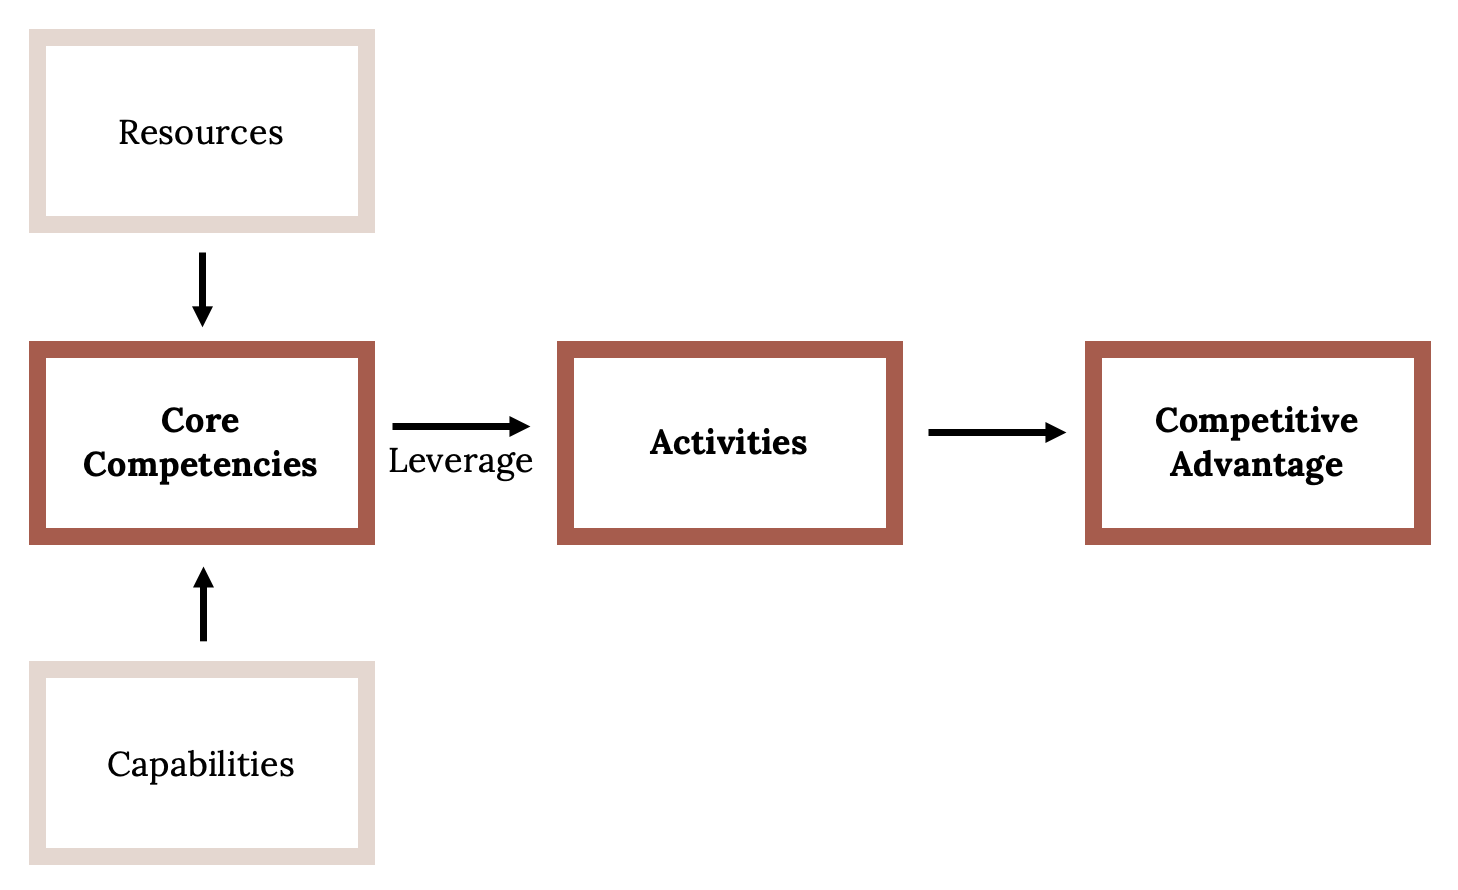 Resources
Core
Competencies
Leverage
Activities
Competitive
Advantage
Capabilities